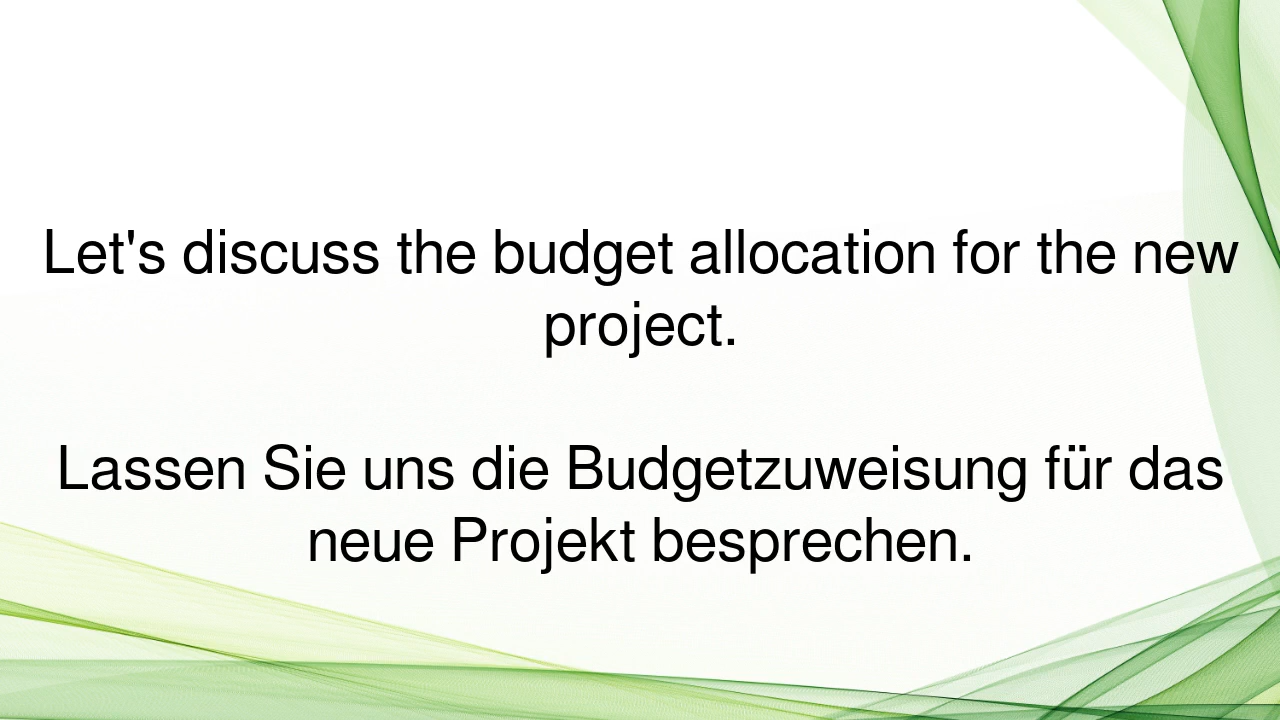 Let's discuss the budget allocation for the new
project.
Lassen Sie uns die Budgetzuweisung für das
neue Projekt besprechen.